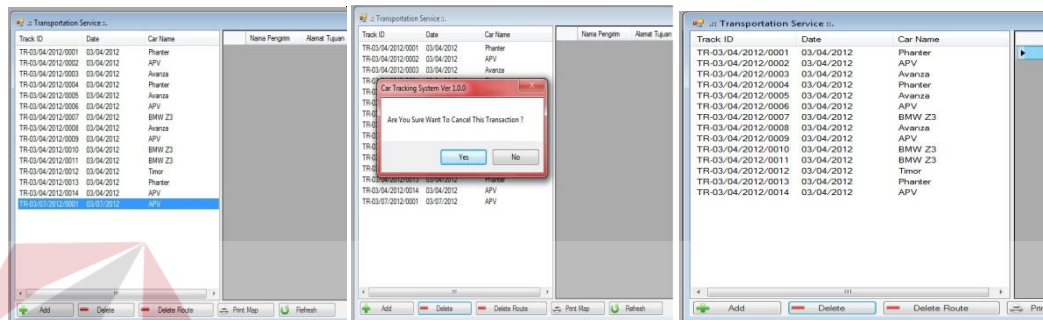 .:: Transportation Service ::.
Track ID Date Car Name Nama Pengirim Alamat Tujuan
TR-03/04/2012/0001 03/04/2012 Phanter
TR-03/04/2012/0002 03/04/2012 APV
TR-03/04/2012/0003 03/04/2012 Avanza
TR-03/04/2012/0004 03/04/2012 Phanter
TR-03/04/2012/0005 03/04/2012 Avanza
TR-03/04/2012/0006 03/04/2012 APV
TR-03/04/2012/0007 03/04/2012 BMW Z3
TR-03/04/2012/0008 03/04/2012 Avanza
TR-03/04/2012/0009 03/04/2012 APV
TR-03/04/2012/0010 03/04/2012 BMW Z3
TR-03/04/2012/0011 03/04/2012 BMW Z3
TR-03/04/2012/0012 03/04/2012 Timor
TR-03/04/2012/0013 03/04/2012 Phanter
TR-03/04/2012/0014 03/04/2012 APV
TR-03/07/2012/0001 03/07/2012 APV
Add Delete Delete Route Print Map Refresh
.:: Transportation Service ::.
Track ID Date Car Name Nama Pengirim Alamat Tujuan
TR-03/04/2012/0001 03/04/2012 Phanter
TR-03/04/2012/0002 03/04/2012 APV
TR-03/04/2012/0003 03/04/2012 Avanza
Car Tracking System Ver 1.0.0
Are You Sure Want To Cancel This Transaction ?
Yes No
TR-03/04/2012/0014 03/04/2012 APV
TR-03/07/2012/0001 03/07/2012 APV
Add Delete Delete Route Print Map Refresh
.:: Transportation Service ::.
Track ID Date Car Name
TR-03/04/2012/0001 03/04/2012 Phanter
TR-03/04/2012/0002 03/04/2012 APV
TR-03/04/2012/0003 03/04/2012 Avanza
TR-03/04/2012/0004 03/04/2012 Phanter
TR-03/04/2012/0005 03/04/2012 Avanza
TR-03/04/2012/0006 03/04/2012 APV
TR-03/04/2012/0007 03/04/2012 BMW Z3
TR-03/04/2012/0008 03/04/2012 Avanza
TR-03/04/2012/0009 03/04/2012 APV
TR-03/04/2012/0010 03/04/2012 BMW Z3
TR-03/04/2012/0011 03/04/2012 BMW Z3
TR-03/04/2012/0012 03/04/2012 Timor
TR-03/04/2012/0013 03/04/2012 Phanter
TR-03/04/2012/0014 03/04/2012 APV
Add Delete Delete Route